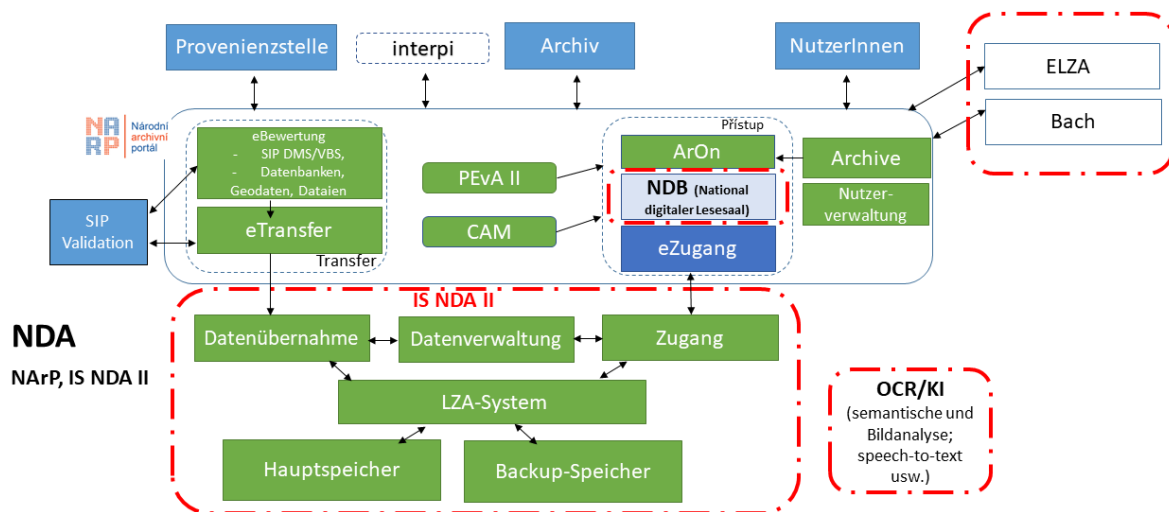 Provenienzstelle
interpi
Archiv
NutzerInnen
ELZA
Bach
NA
RP
Národní
archivní
portál
eBewertung
- SIP DMS/VBS,
- Datenbanken,
Geodaten, Dataien
eTransfer
Transfer
SIP
Validation
PEvA II
CAM
Přístup
ArOn
NDB (National
digitaler Lesesaal)
eZugang
Archive
Nutzer-
verwaltung
IS NDA II
NDA
NArP, IS NDA II
Datenübernahme
Datenverwaltung
Zugang
LZA-System
Hauptspeicher
Backup-Speicher
OCR/KI
(semantische und
Bildanalyse;
speech-to-text
usw.)